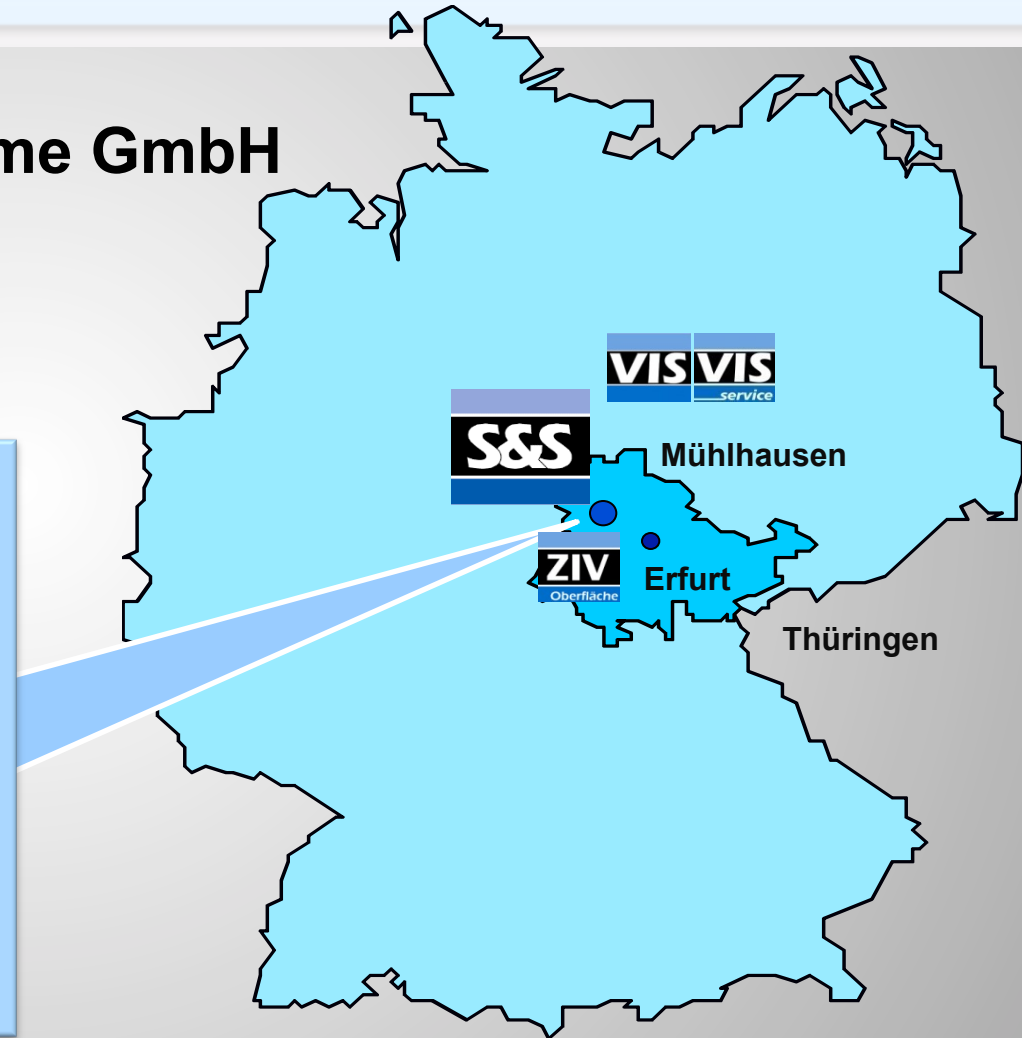 me GmbH
VIS VIS
service
S&S
Mühlhausen
ZIV
Oberfläche
Erfurt
Thüringen